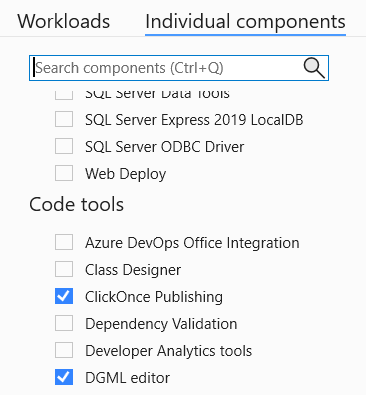 Workloads Individual components
Search components (Ctrl+Q)
SQL Server Data Tools
SQL Server Express 2019 LocalDB
SQL Server ODBC Driver
Web Deploy
Code tools
Azure DevOps Office Integration
Class Designer
ClickOnce Publishing
Dependency Validation
Developer Analytics tools
DGML editor